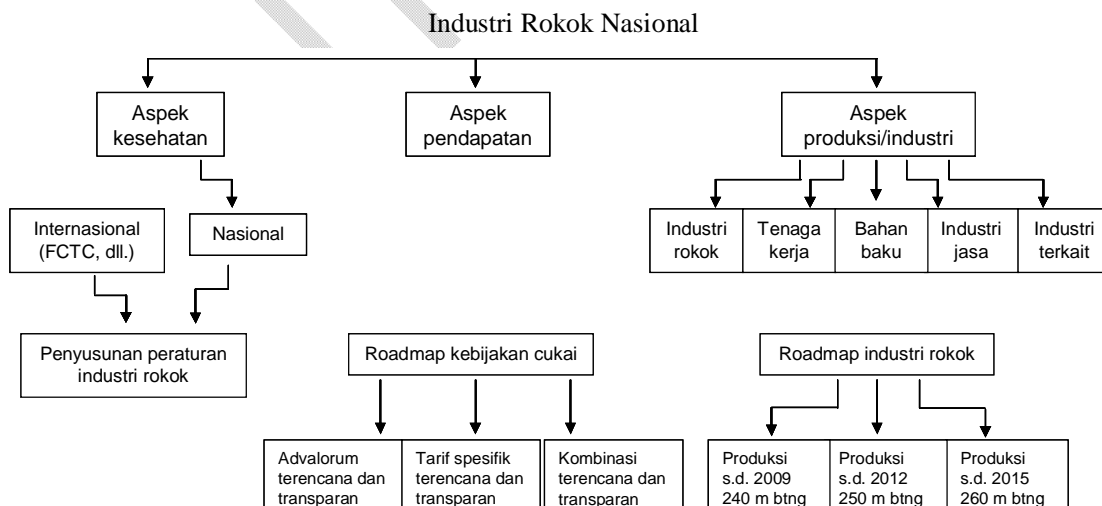 Industri Rokok Nasional
Aspek
kesehatan
Aspek
pendapatan
Aspek
produksi/industri
Internasional
(FCTC, dll.)
Nasional
Industri
rokok
Tenaga
kerja
Bahan
baku
Industri
jasa
Industri
terkait
Penyusunan peraturan
industri rokok
Roadmap kebijakan cukai
Roadmap industri rokok
Advalorum
terencana dan
transparan
Tarif spesifik
terencana dan
transparan
Kombinasi
terencana dan
transparan
Produksi
s.d. 2009
240 m btng
Produksi
s.d. 2012
250 m btng
Produksi
s.d. 2015
260 m btng